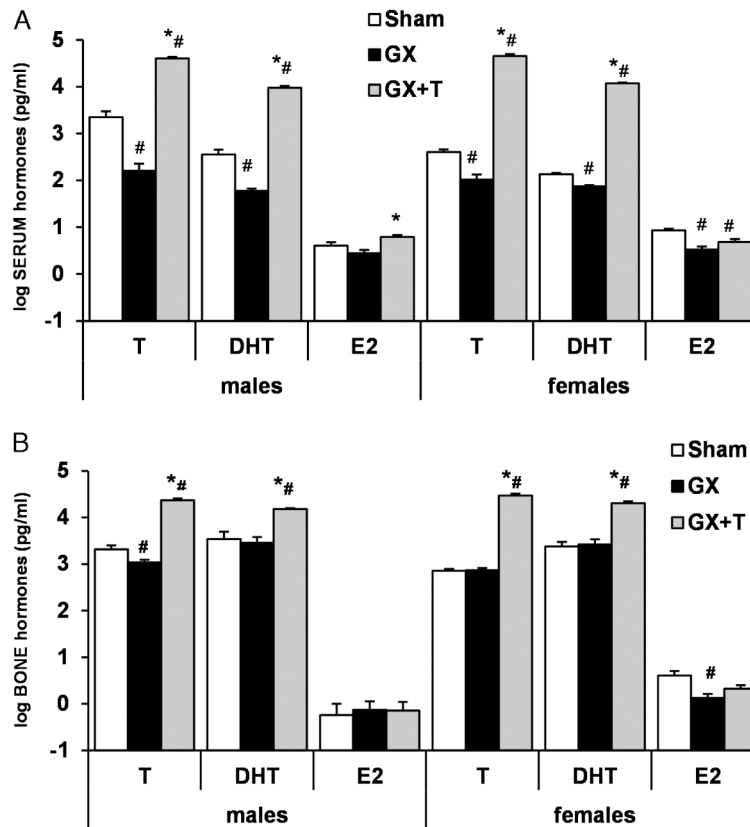 A
Sham
GX
GX+T
log SERUM hormones (pg/ml)
5
4
3
2
1
0
-1
*#
#
*#
#
*
*#
#
*#
#
# #
T DHT E2 T DHT E2
males females
B
Sham
GX
GX+T
log BONE hormones (pg/ml)
5
4
3
2
1
0
-1
*#
#
*#
*#
*#
#
T DHT E2 T DHT E2
males females